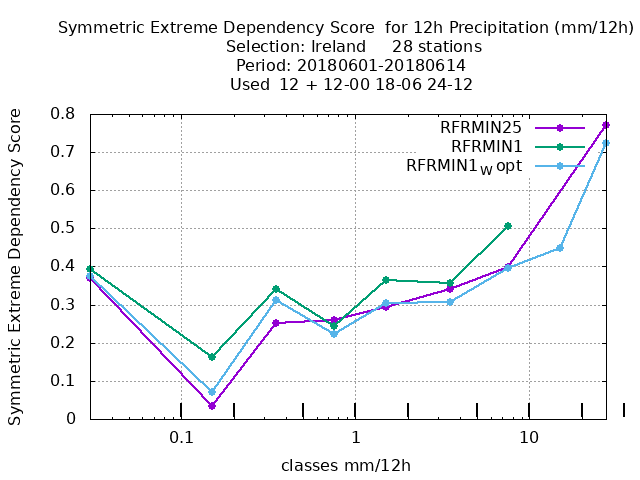 Symmetric Extreme Dependency Score  for 12h Precipitation (mm/12h)
Selection: Ireland     28 stations
Period: 20180601-20180614
Used  12 + 12-00 18-06 24-12
RFRMIN25
RFRMIN1
RFRMIN1W opt
Symmetric Extreme Dependency Score
0.8
0.7
0.6
0.5
0.4
0.3
0.2
0.1
0
0.1 1 10
classes mm/12h